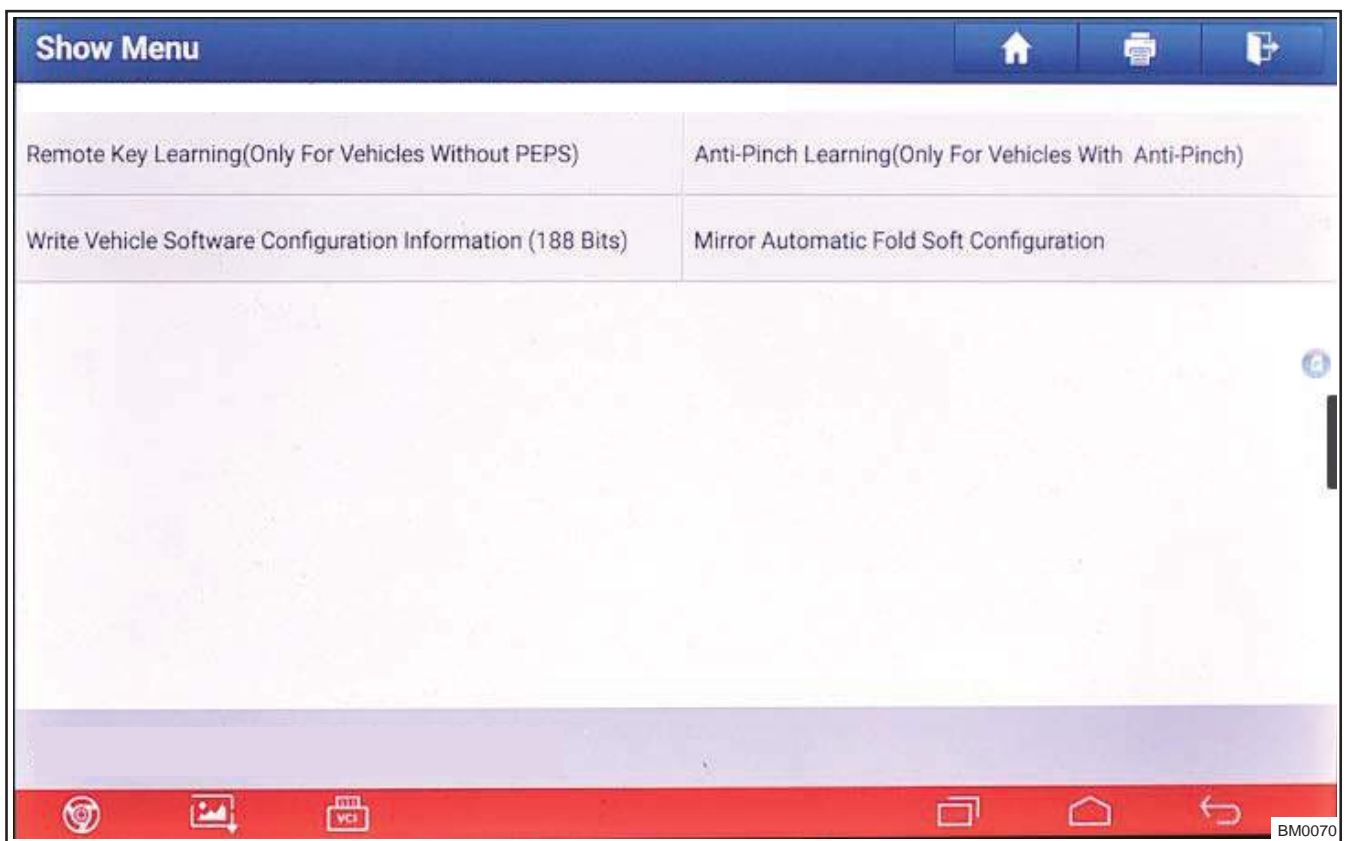 Show Menu
Remote Key Learning(Only For Vehicles Without PEPS)
Anti-Pinch Learning(Only For Vehicles With Anti-Pinch)
Write Vehicle Software Configuration Information (188 Bits)
Mirror Automatic Fold Soft Configuration
VCI
BM0070